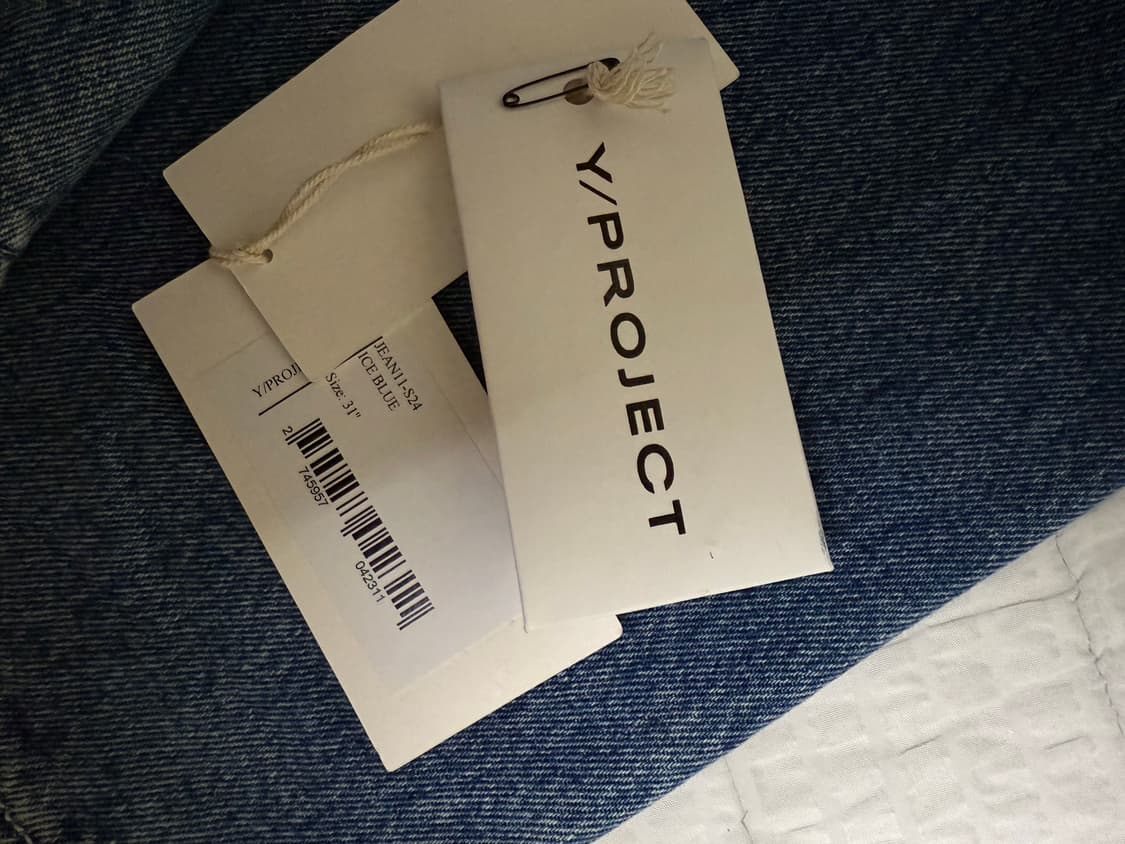 Y/PROJECT
Y/PROJ
JEAN11-S24
ICE BLUE
Size: 31"
2 745957 042311